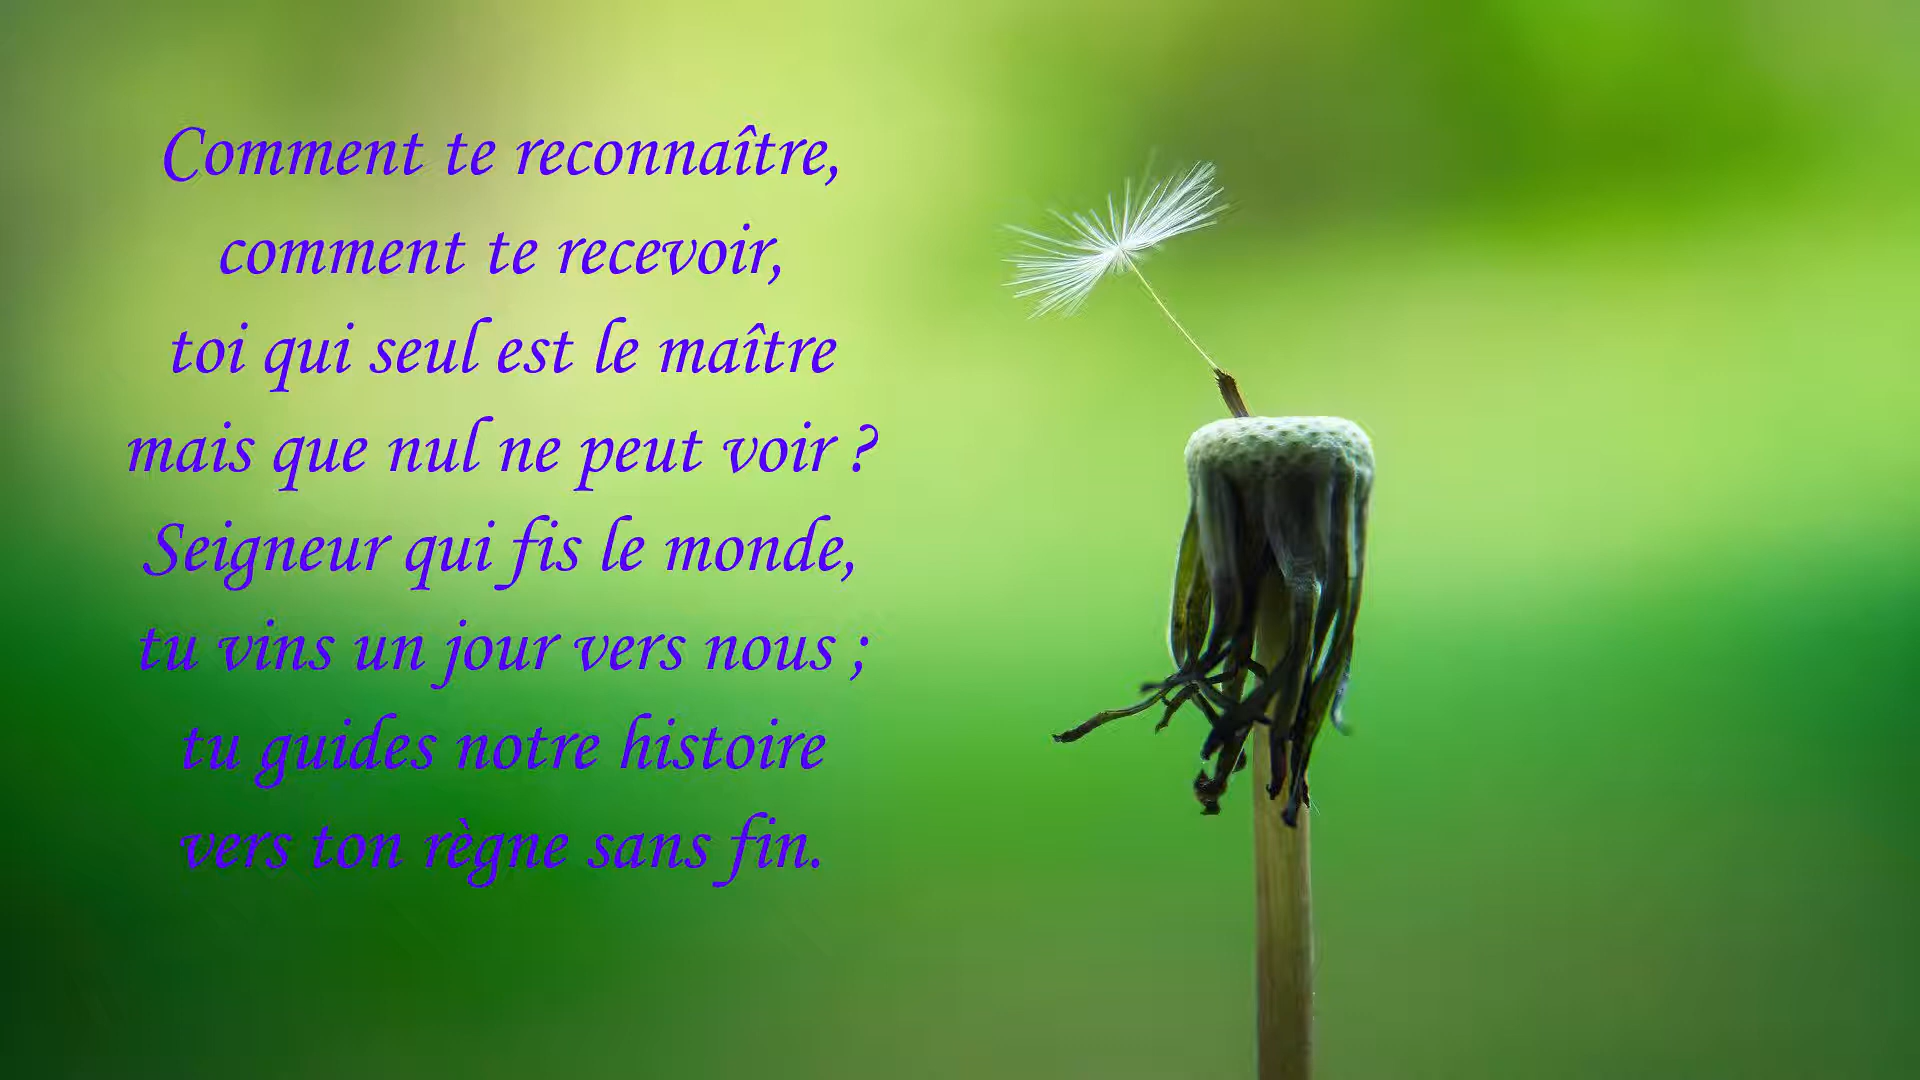 Comment te reconnaître,
comment te recevoir,
toi qui seul est le maître
mais que nul ne peut voir ?
Seigneur qui fis le monde,
tu vins un jour vers nous ;
tu guides notre histoire
vers ton règne sans fin.